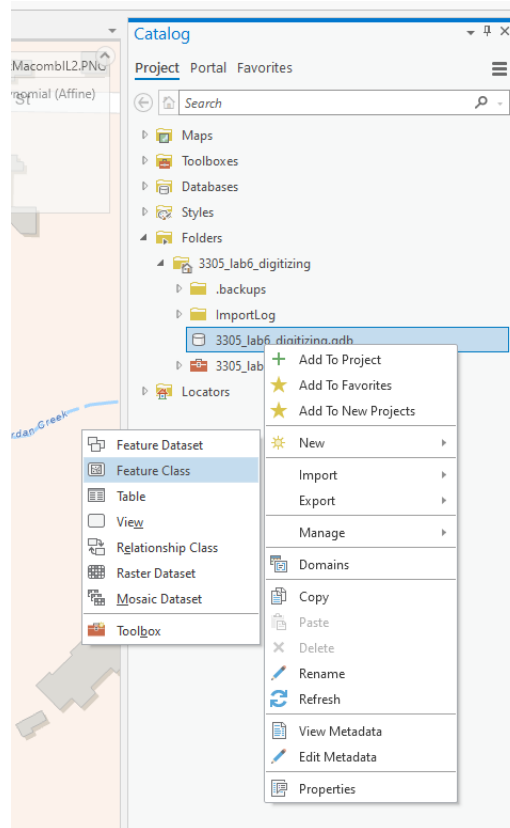 Catalog
MacombIL2.PNG
Project Portal Favorites
nomial (Affine)
St
Search
Maps
Toolboxes
Databases
Styles
Folders
3305_lab6_digitizing
.backups
ImportLog
3305_lab6_digitizing.gdb
3305_lab
Locators
Add To Project
Add To Favorites
Add To New Projects
New
Import
Export
Manage
Domains
Copy
Paste
Delete
Rename
Refresh
View Metadata
Edit Metadata
Properties
Feature Dataset
Feature Class
Table
View
Relationship Class
Raster Dataset
Mosaic Dataset
Toolbox
rdan Creek